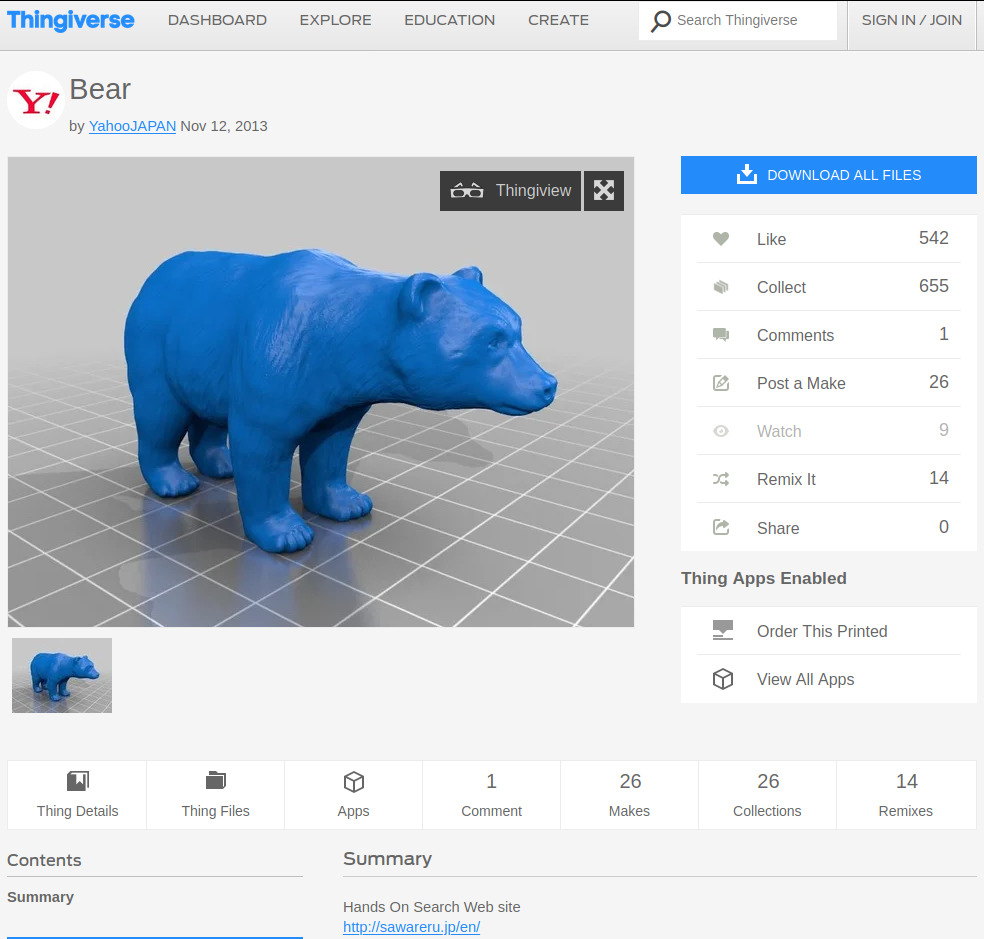 Thingiverse DASHBOARD EXPLORE EDUCATION CREATE Search Thingiverse SIGN IN / JOIN
Y! Bear
by YahooJAPAN Nov 12, 2013
Thingiview
DOWNLOAD ALL FILES
Like 542
Collect 655
Comments 1
Post a Make 26
Watch 9
Remix It 14
Share 0
Thing Apps Enabled
Order This Printed
View All Apps
1 26 26 14
Thing Details Thing Files Apps Comment Makes Collections Remixes
Contents
Summary
Summary
Hands On Search Web site
http://sawareru.jp/en/